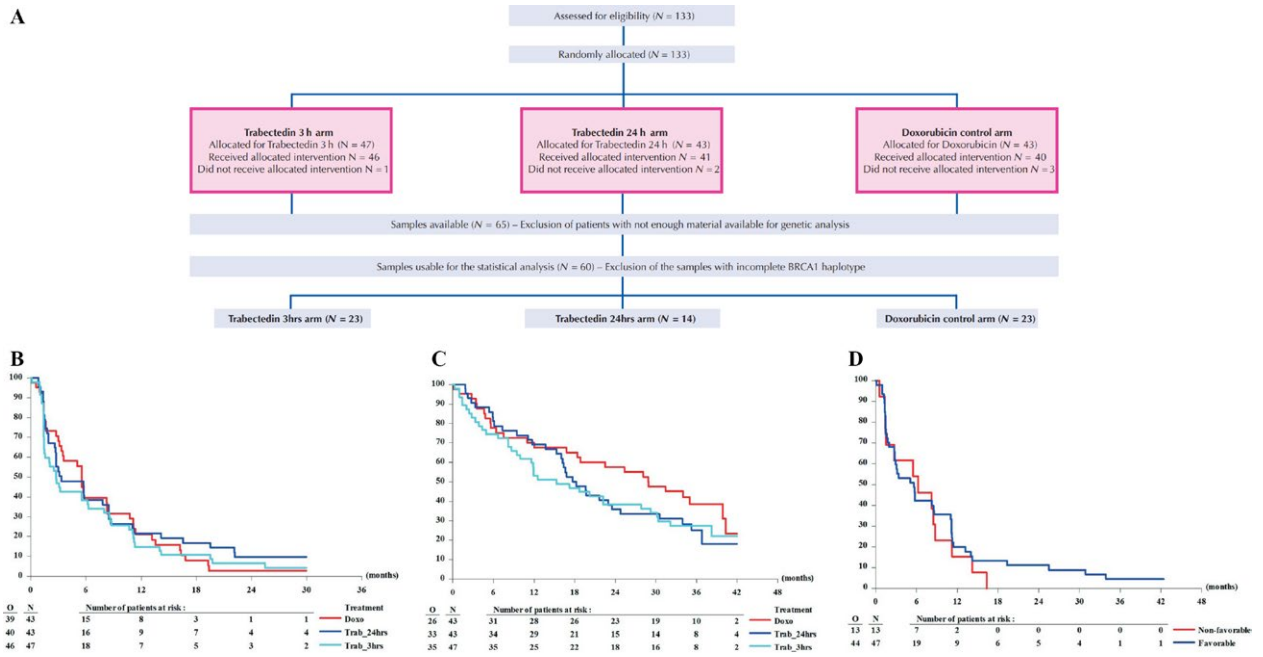 A
Assessed for eligibility (N = 133)
Randomly allocated (N = 133)
Trabectedin 3 h arm
Allocated for Trabectedin 3 h (N = 47)
Received allocated intervention N = 46
Did not receive allocated intervention N = 1
Trabectedin 24 h arm
Allocated for Trabectedin 24 h (N = 43)
Received allocated intervention N = 41
Did not receive allocated intervention N = 2
Doxorubicin control arm
Allocated for Doxorubicin (N = 43)
Received allocated intervention N = 40
Did not receive allocated intervention N = 3
Samples available (N = 65) – Exclusion of patients with not enough material available for genetic analysis
Samples usable for the statistical analysis (N = 60) – Exclusion of the samples with incomplete BRCA1 haplotype
Trabectedin 3hrs arm (N = 23)
Trabectedin 24hrs arm (N = 14)
Doxorubicin control arm (N = 23)
B
100
90
80
70
60
50
40
30
20
10
0
(months)
0 6 12 18 24 30 36
O N Number of patients at risk : Treatment
39 43 15 8 3 1 1 Doxo
40 43 16 9 7 4 4 Trab_24hrs
46 47 18 7 5 3 2 Trab_3hrs
C
100
90
80
70
60
50
40
30
20
10
0
(months)
0 6 12 18 24 30 36 42 48
O N Number of patients at risk : Treatment
26 43 31 28 26 23 19 10 2 Doxo
33 43 34 29 21 15 14 8 4 Trab_24hrs
35 47 35 25 22 18 16 8 2 Trab_3hrs
D
100
90
80
70
60
50
40
30
20
10
0
(months)
0 6 12 18 24 30 36 42 48
O N Number of patients at risk :
13 13 7 2 0 0 0 0 0 Non-favorable
44 47 19 9 6 5 4 1 1 Favorable